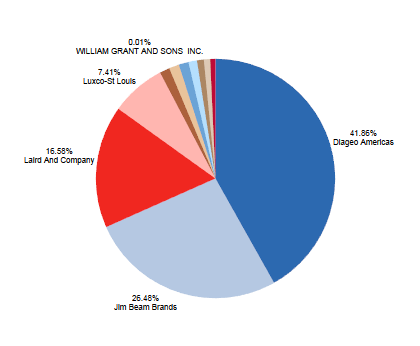 0.01%
WILLIAM GRANT AND SONS INC.
7.41%
Luxco-St Louis
41.86%
Diageo Americas
16.58%
Laird And Company
26.48%
Jim Beam Brands